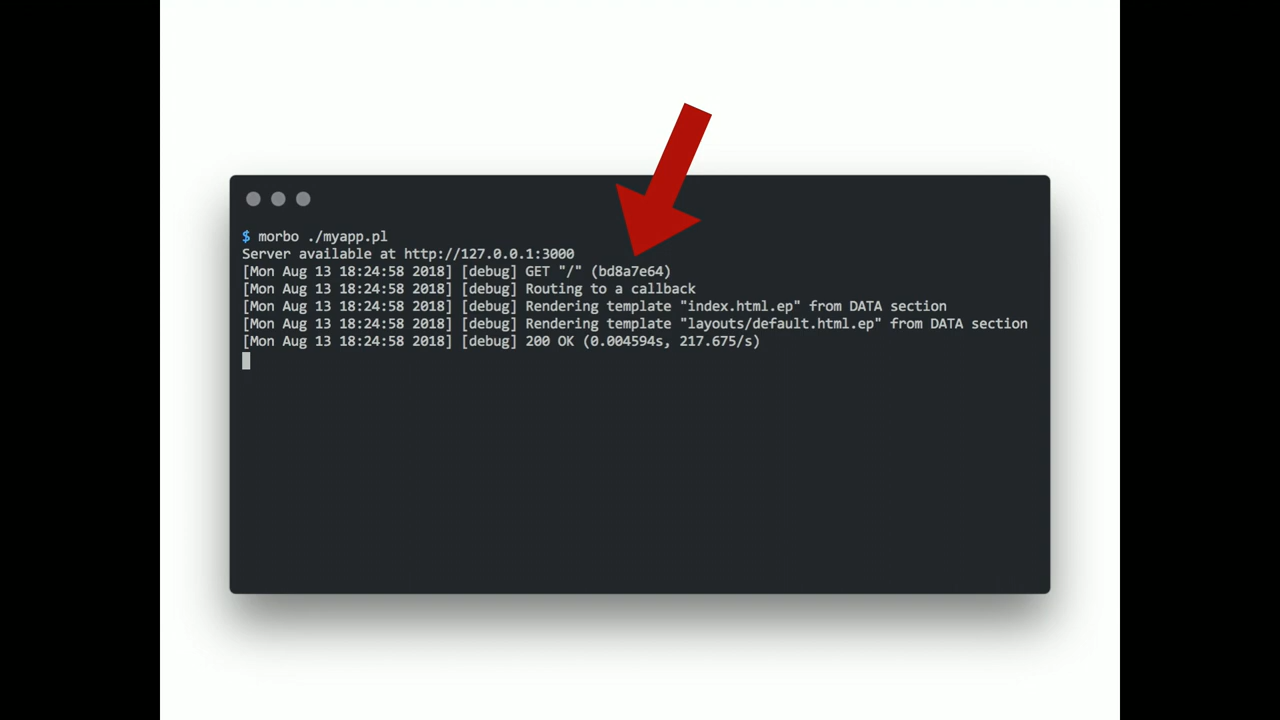 $ morbo ./myapp.pl
Server available at http://127.0.0.1:3000
[Mon Aug 13 18:24:58 2018] [debug] GET "/" (bd8a7e64)
[Mon Aug 13 18:24:58 2018] [debug] Routing to a callback
[Mon Aug 13 18:24:58 2018] [debug] Rendering template "index.html.ep" from DATA section
[Mon Aug 13 18:24:58 2018] [debug] Rendering template "layouts/default.html.ep" from DATA section
[Mon Aug 13 18:24:58 2018] [debug] 200 OK (0.004594s, 217.675/s)